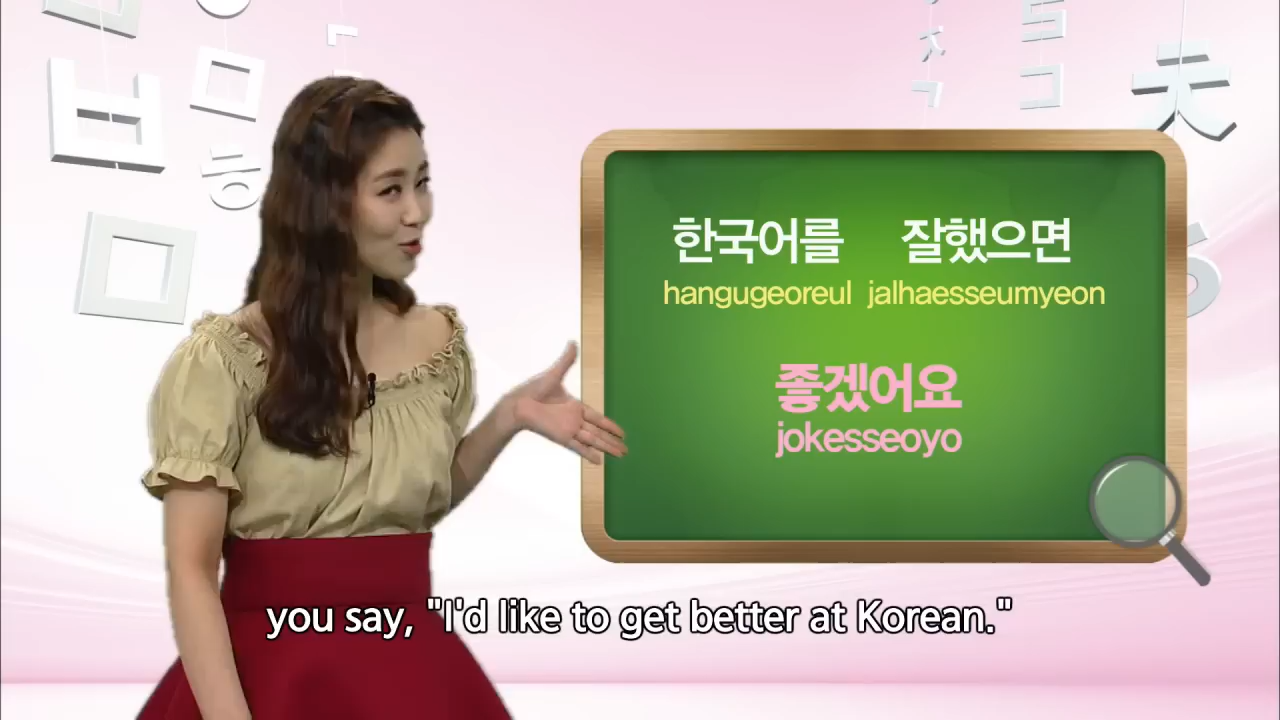 한국어를 잘했으면
hangugeoreul jalhaesseumyeon
좋겠어요
jokesseoyo
you say, "I'd like to get better at Korean."